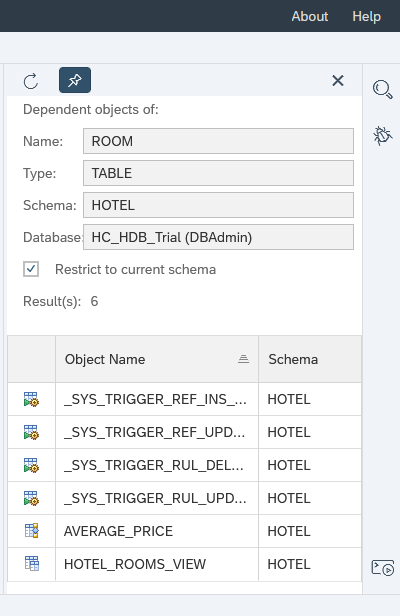 About Help
Dependent objects of:
Name: ROOM
Type: TABLE
Schema: HOTEL
Database: HC_HDB_Trial (DBAdmin)
Restrict to current schema
Result(s): 6
Object Name Schema
_SYS_TRIGGER_REF_INS_... HOTEL
_SYS_TRIGGER_REF_UPD... HOTEL
_SYS_TRIGGER_RUL_DEL... HOTEL
_SYS_TRIGGER_RUL_UPD... HOTEL
AVERAGE_PRICE HOTEL
HOTEL_ROOMS_VIEW HOTEL